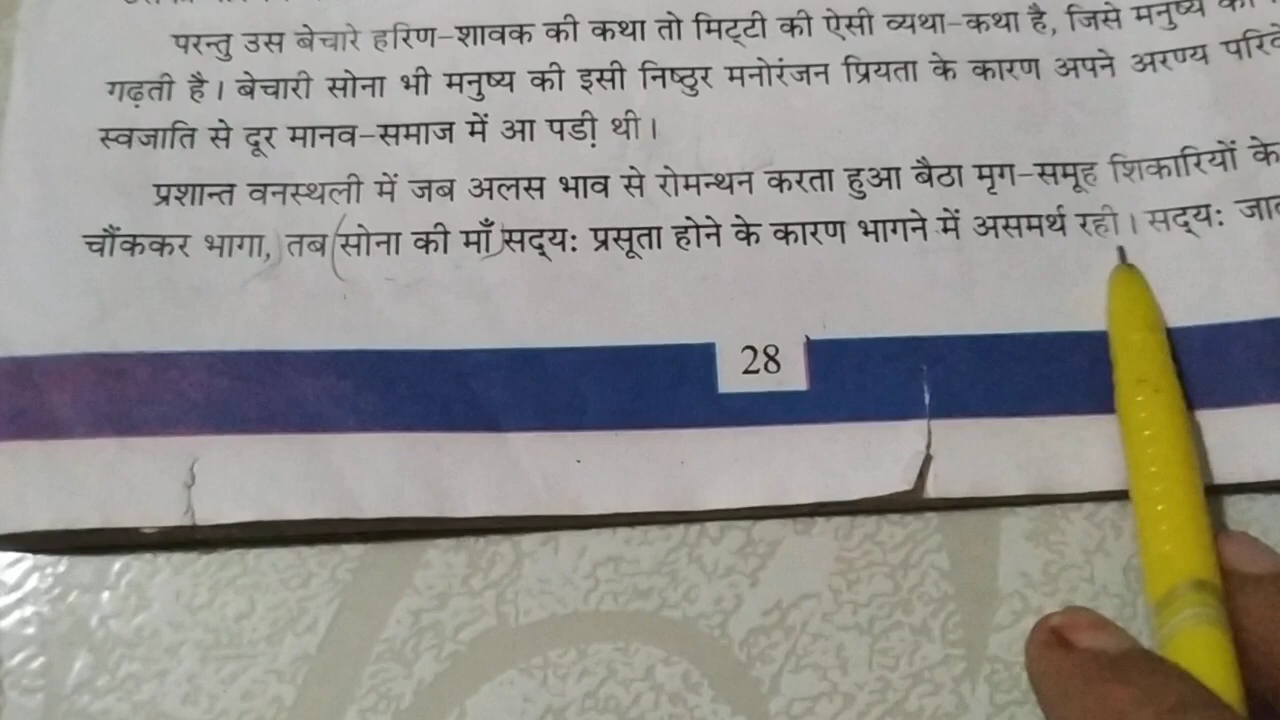 परन्तु उस बेचारे हरिण-शावक की कथा तो मिट्टी की ऐसी व्यथा-कथा है, जिसे मनुष्य
गढ़ती है। बेचारी सोना भी मनुष्य की इसी निष्ठुर मनोरंजन प्रियता के कारण अपने अरण्य
स्वजाति से दूर मानव-समाज में आ पड़ी थी।
प्रशान्त वनस्थली में जब अलस भाव से रोमन्थन करता हुआ बैठा मृग-समूह शिकारियों के
चौंककर भागा, तब (सोना की माँ) सद्यः प्रसूता होने के कारण भागने में असमर्थ रही। सद्यः
28